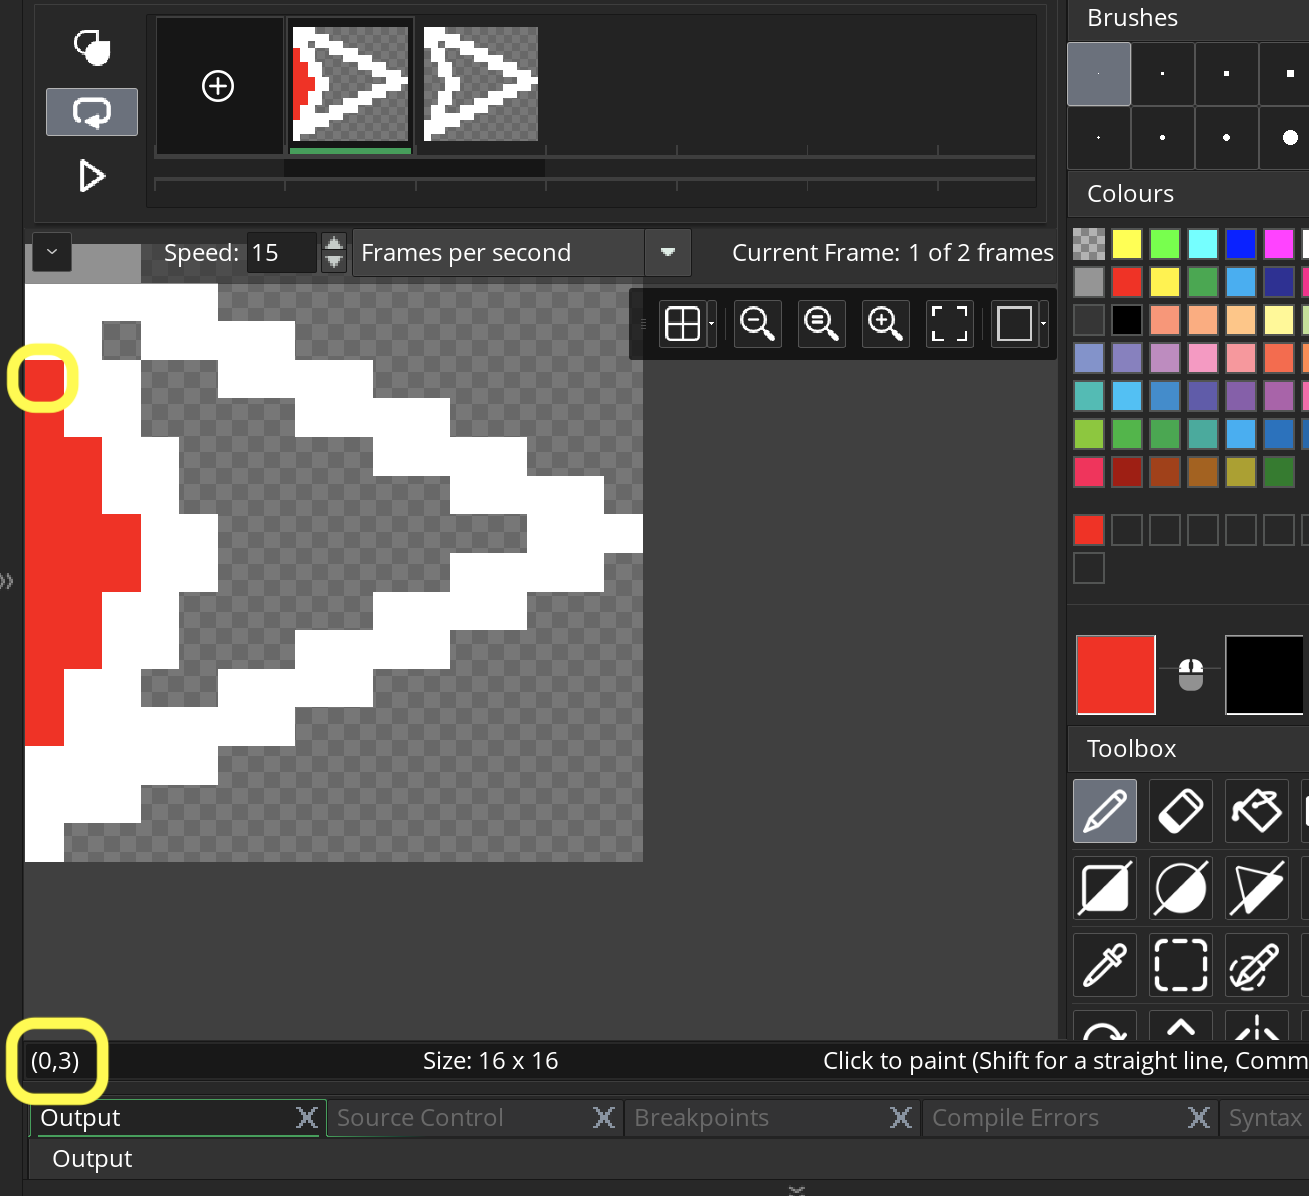 Brushes
Colours
Speed: 15 Frames per second Current Frame: 1 of 2 frames
Toolbox
(0,3) Size: 16 x 16 Click to paint (Shift for a straight line, Comm
Output Source Control Breakpoints Compile Errors Syntax
Output